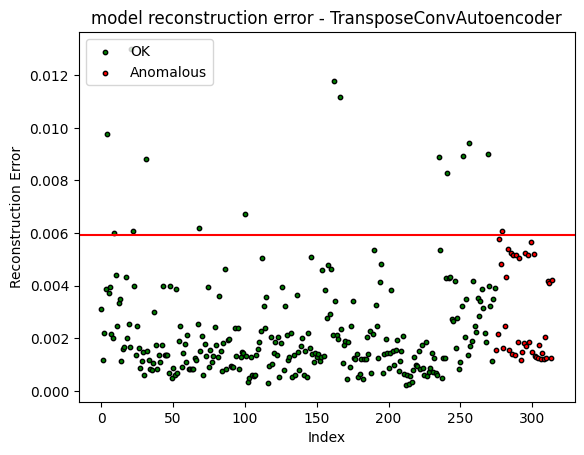 model reconstruction error - TransposeConvAutoencoder
OK
Anomalous
0.012
0.010
0.008
0.006
0.004
0.002
0.000
Reconstruction Error
0
50
100
150
200
250
300
Index